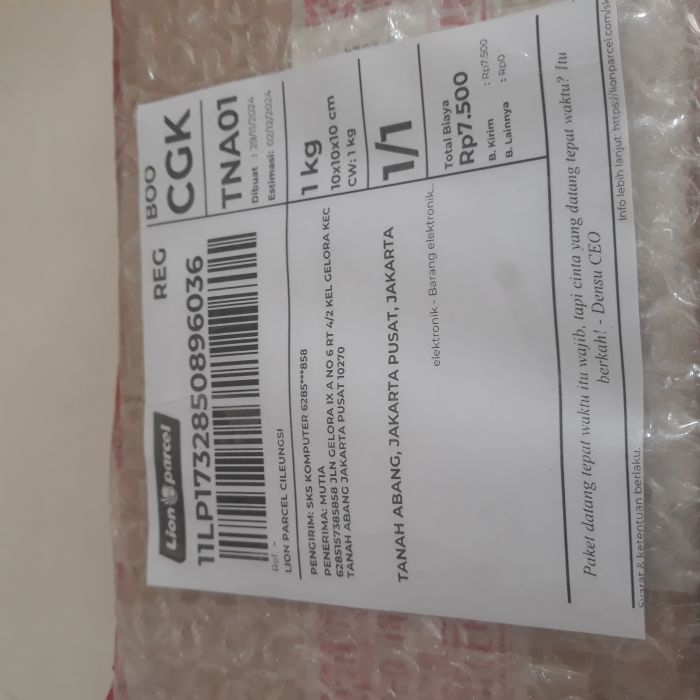 Lion parcel
REG
BOO
CGK
11LP1732850896036
TNA01
Dibuat : 29/11/2024
Estimasi: 02/12/2024
Ref: -
LION PARCEL CILEUNGSI
1 kg
10x10x10 cm
CW: 1 kg
PENGIRIM: SKS KOMPUTER 6285***858
PENERIMA: MUTIA
6285157385858 JLN GELORA IX A NO 6 RT 4/2 KEL GELORA KEC
TANAH ABANG JAKARTA PUSAT 10270
1/1
TANAH ABANG, JAKARTA PUSAT, JAKARTA
elektronik - Barang elektronik...
Total Biaya
Rp7.500
B. Kirim : Rp7.500
B. Lainnya : Rp0
Paket datang tepat waktu itu wajib, tapi cinta yang datang tepat waktu? Itu
berkah! - Densu CEO
Syarat & ketentuan berlaku.
Info lebih lanjut: https://lionparcel.com/s